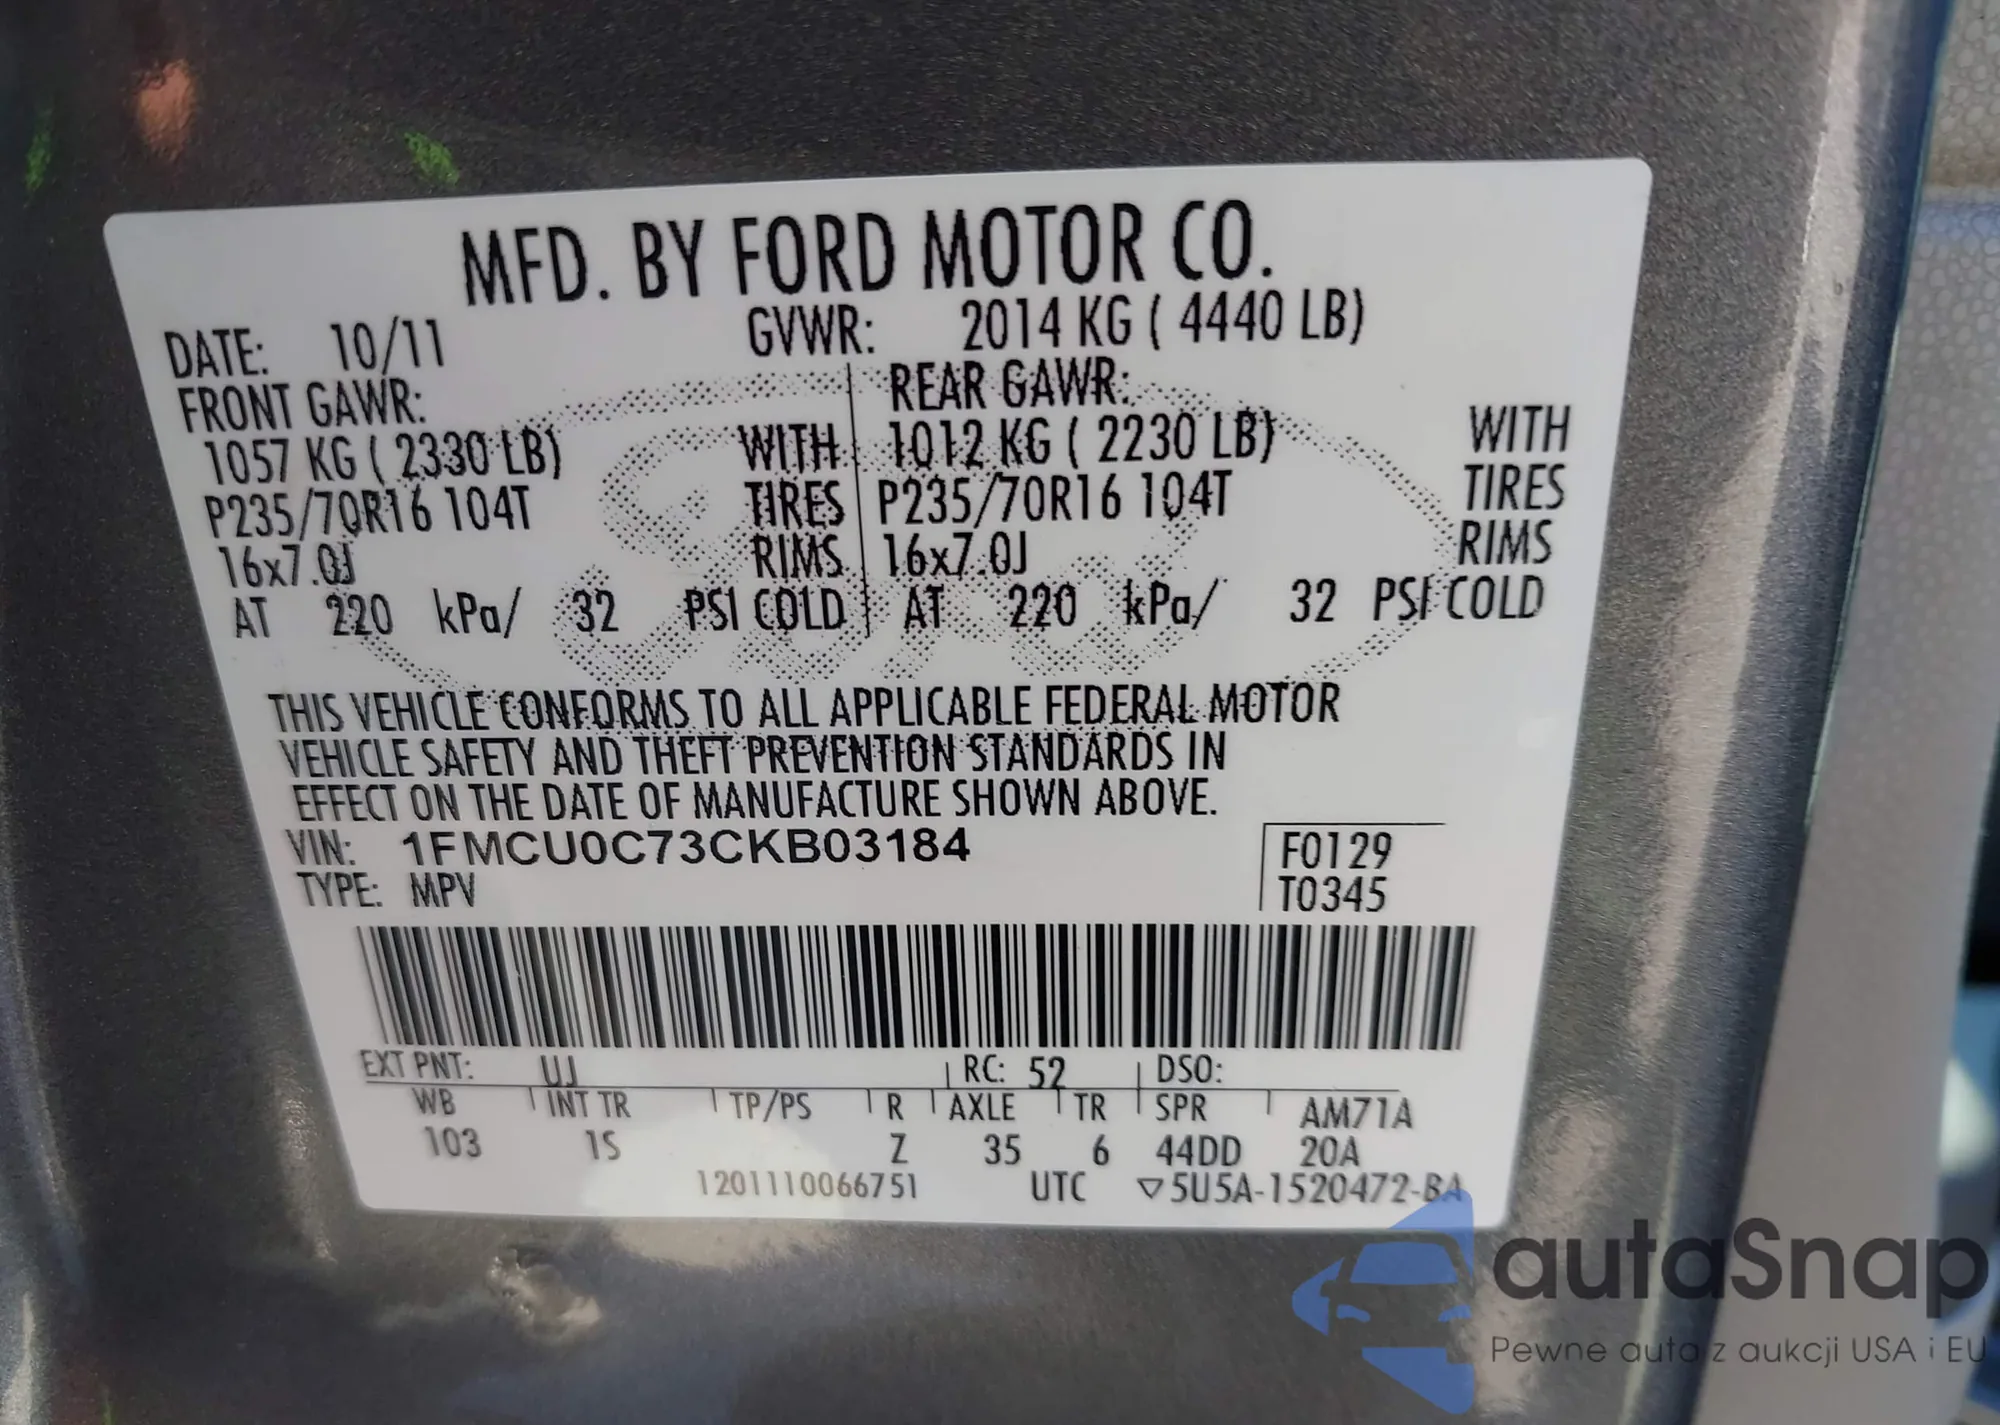 MFD. BY FORD MOTOR CO.
DATE: 10/11 GVWR: 2014 KG ( 4440 LB)
FRONT GAWR: REAR GAWR:
1057 KG ( 2330 LB) WITH 1012 KG ( 2230 LB) WITH
P235/70R16 104T TIRES P235/70R16 104T TIRES
16x7.0J RIMS 16x7.0J RIMS
AT 220 kPa/ 32 PSI COLD AT 220 kPa/ 32 PSI COLD
THIS VEHICLE CONFORMS TO ALL APPLICABLE FEDERAL MOTOR
VEHICLE SAFETY AND THEFT PREVENTION STANDARDS IN
EFFECT ON THE DATE OF MANUFACTURE SHOWN ABOVE.
VIN: 1FMCU0C73CKB03184 F0129
TYPE: MPV T0345
EXT PNT: UJ RC: 52 DSO:
WB INT TR TP/PS R AXLE TR SPR AM71A
103 1S Z 35 6 44DD 20A
1201110066751 UTC ▽5U5A-1520472-BA
autaSnap
Pewne auta z aukcji USA i EU